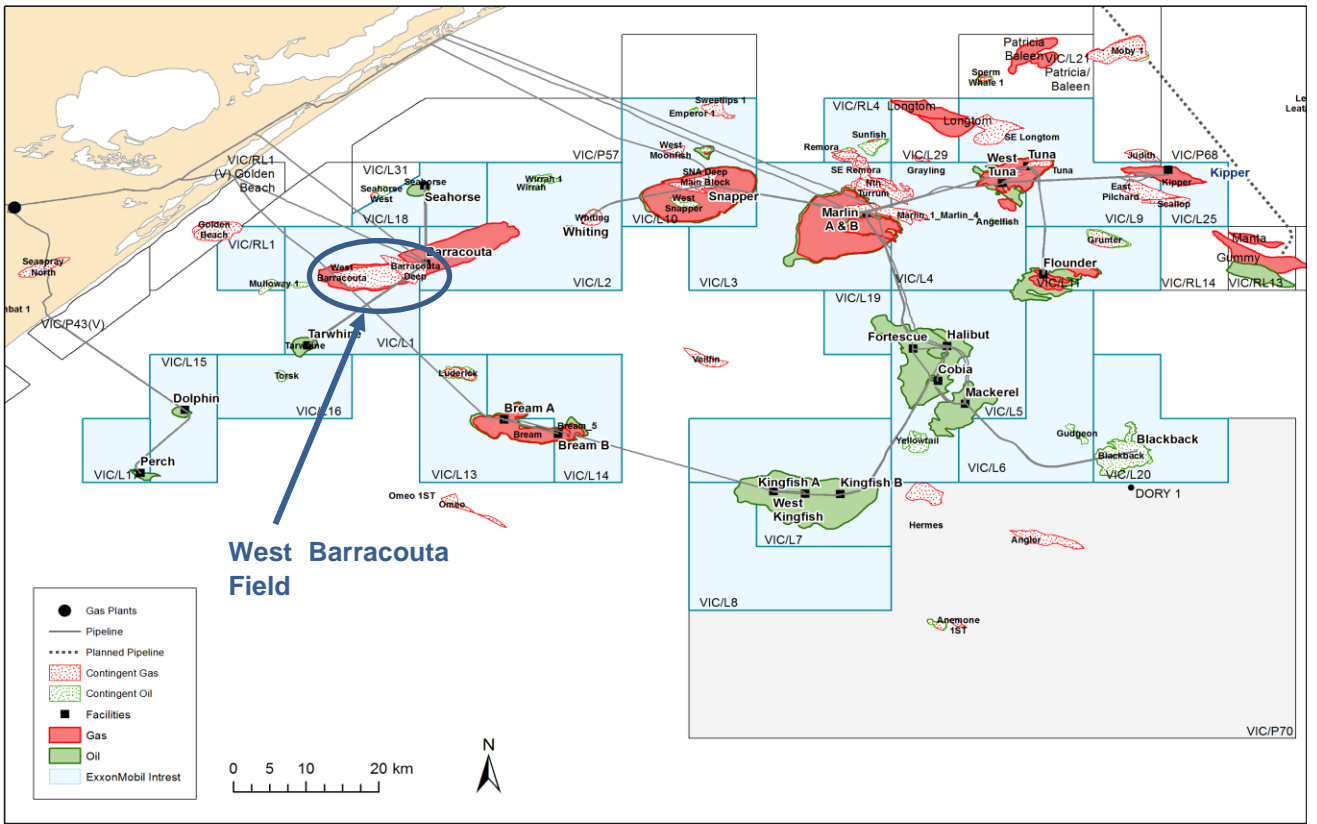 Patricia
Baleen
VIC/L21
Patricia/
Baleen
Moby 1
Sperm
Whale 1
Sweetlips 1
Emperor 1
VIC/RL4
Longtom
Longtom
SE Longtom
Le
Leat/
Sunfish
VIC/P57
West
Moonfish
Remora
VIC/L29
Grayling
West
Tuna
Tuna
Tuna
Judith
VIC/P68
VIC/RL1
(V) Golden
Beach
VIC/L31
Seahorse
Seahorse
West
Seahorse
Wirrah 1
Wirrah
SNA Deep
Main Block
Snapper
West
Snapper
SE Remora
Nth
Turrum
Kipper
Kipper
East
Pilchard
Scallop
VIC/L18
Whiting
Whiting
VIC/L10
Marlin
A & B
Marlin_1_Marlin_4
Angelfish
VIC/L9
VIC/L25
Golden
Beach
VIC/RL1
Barracouta
Grunter
Manta
Gummy
Seaspray
North
West
Barracouta
Barracouta
Deep
Flounder
VIC/L11
Mulloway 1
VIC/L2
VIC/L3
VIC/L4
VIC/RL14
VIC/RL13
nbat 1
VIC/P43(V)
VIC/L19
Tarwhine
Tarwhine
VIC/L1
Fortescue
Halibut
VIC/L15
Torsk
Luderick
Veilfin
Cobia
Dolphin
VIC/L16
Mackerel
VIC/L5
Bream A
Bream
Bream_5
Bream B
Yellowtail
Gudgeon
Blackback
Blackback
Perch
VIC/L17
VIC/L13
VIC/L14
VIC/L6
VIC/L20
Kingfish A
Kingfish B
West
Kingfish
DORY 1
Omeo 1ST
Omeo
Hermes
VIC/L7
Angler
West Barracouta
Field
VIC/L8
Anemone
1ST
VIC/P70
Gas Plants
Pipeline
Planned Pipeline
Contingent Gas
Contingent Oil
Facilities
Gas
Oil
ExxonMobil Intrest
N
0 5 10 20 km